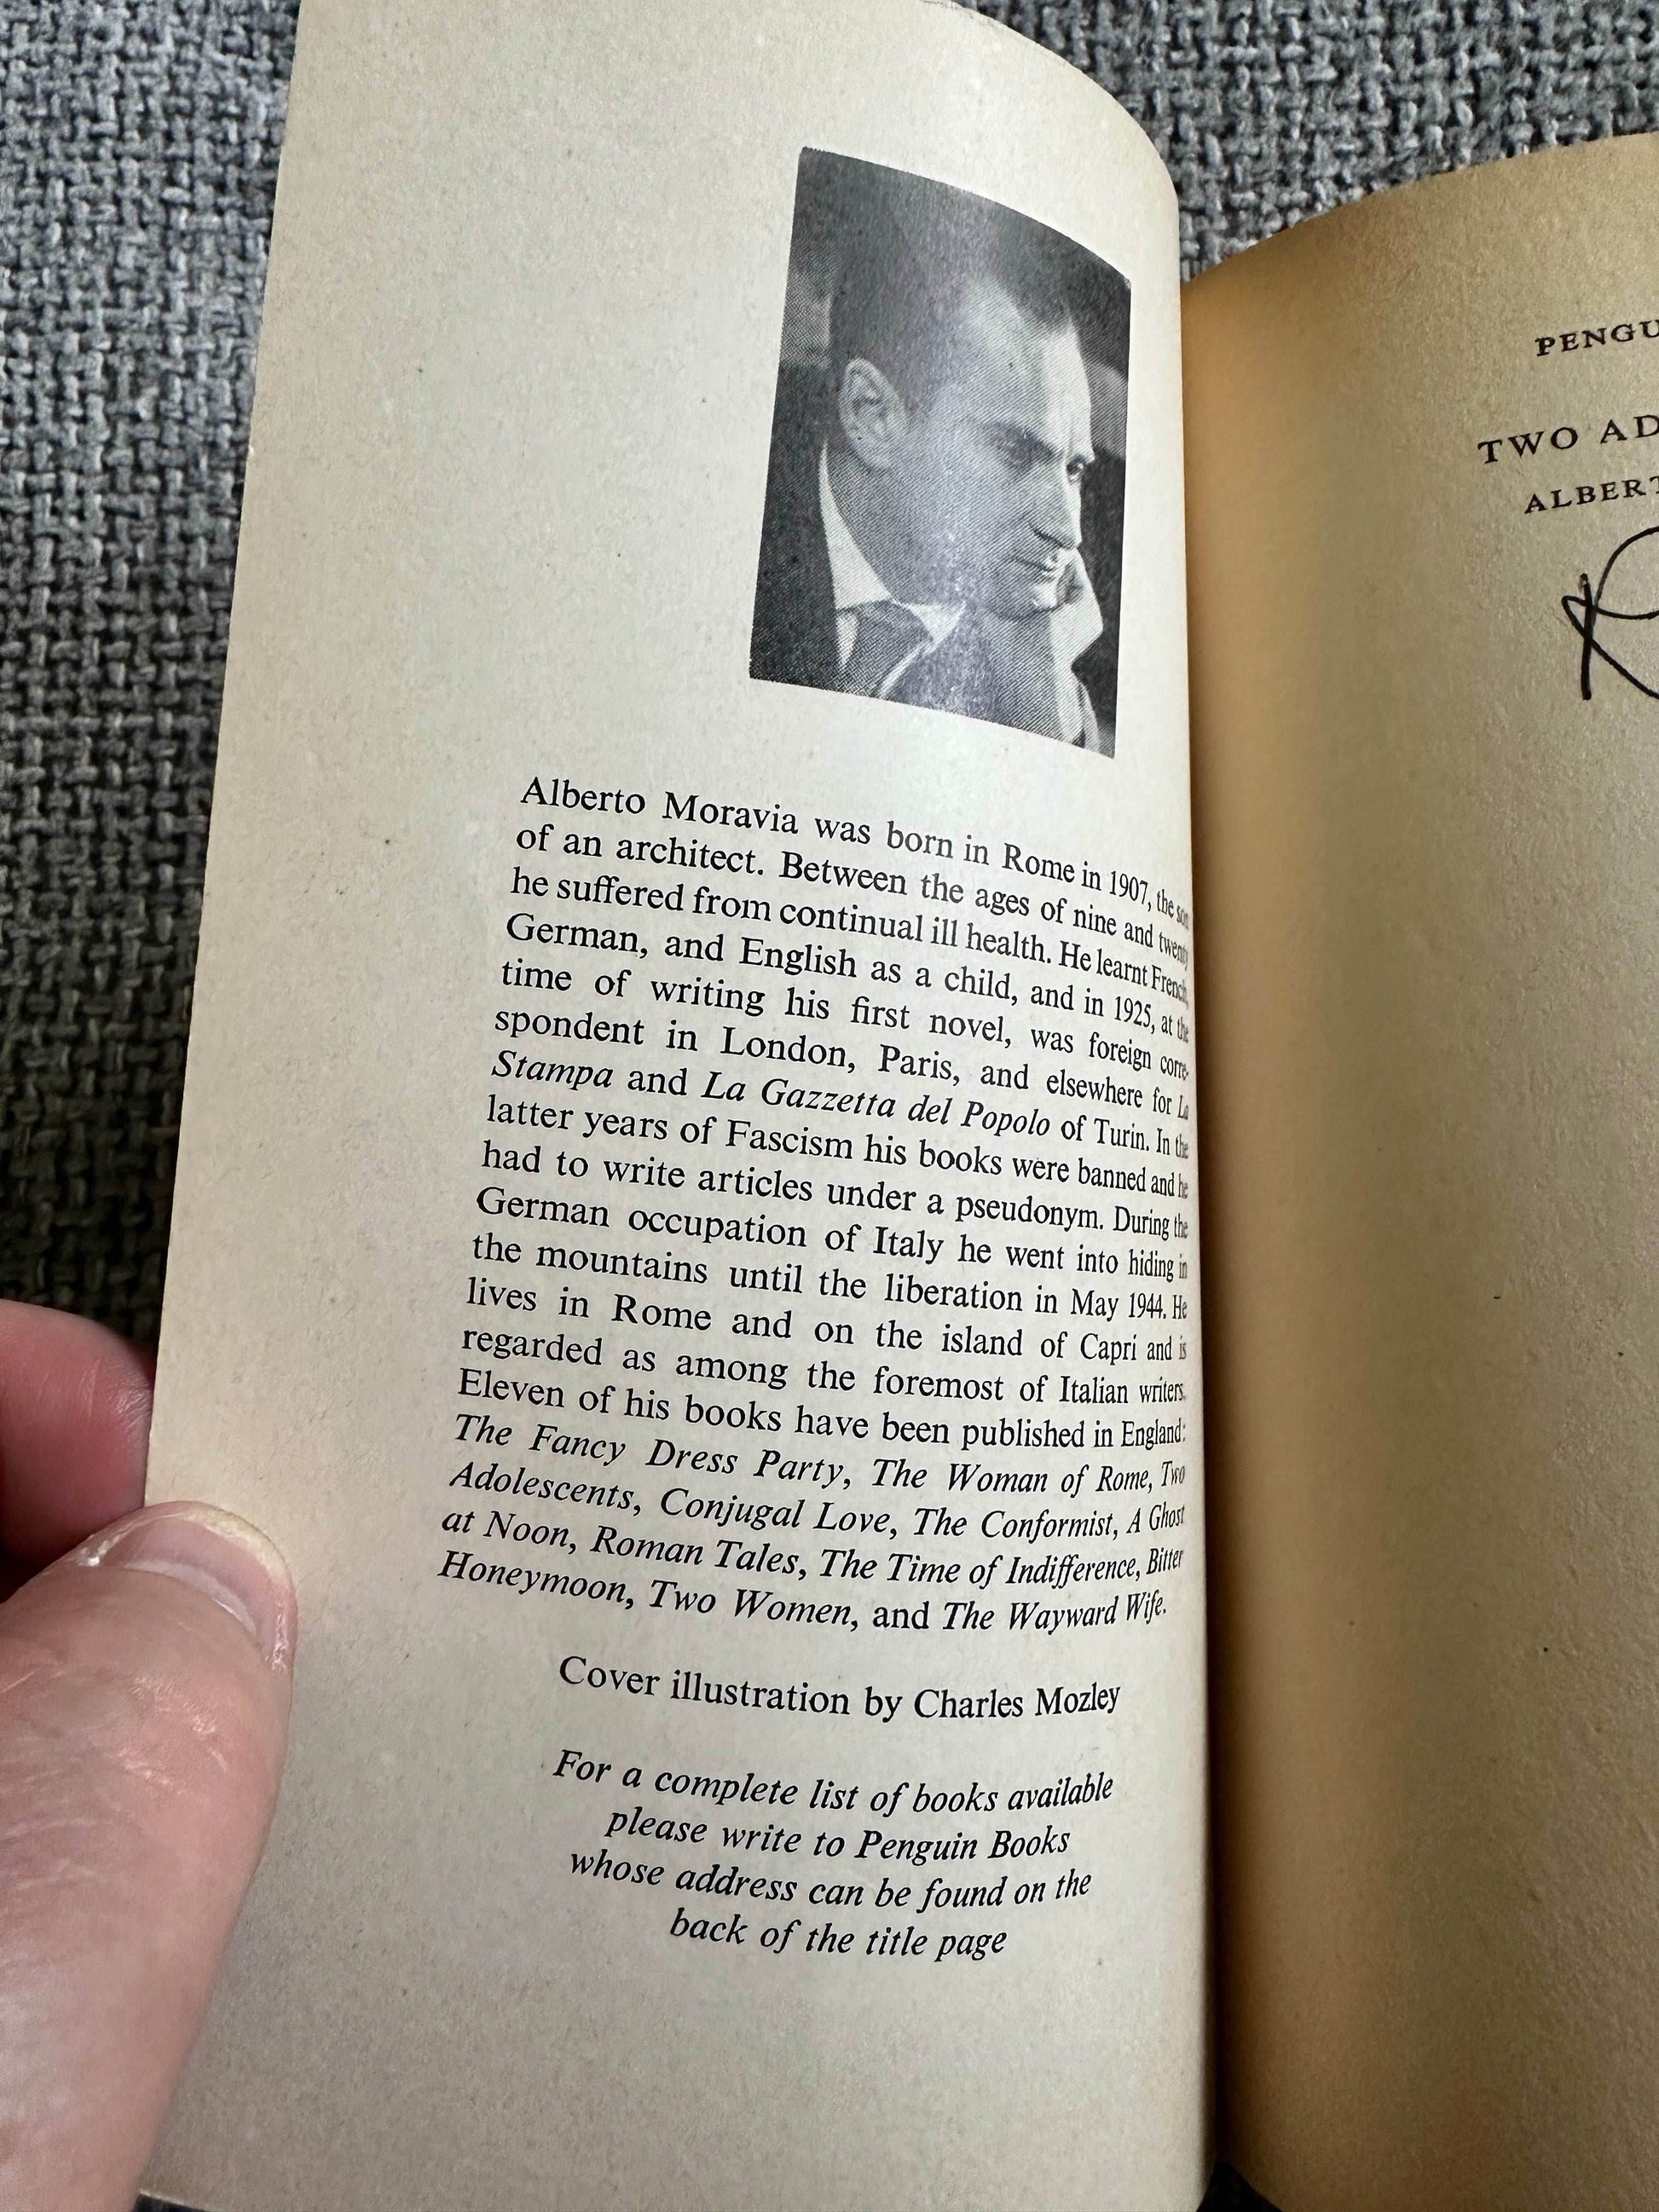 Alberto Moravia was born in Rome in 1907, the son
of an architect. Between the ages of nine and twenty
he suffered from continual ill health. He learnt French,
German, and English as a child, and in 1925, at the
time of writing his first novel, was foreign corre-
spondent in London, Paris, and elsewhere for La
Stampa and La Gazzetta del Popolo of Turin. In the
latter years of Fascism his books were banned and he
had to write articles under a pseudonym. During the
German occupation of Italy he went into hiding in
the mountains until the liberation in May 1944. He
lives in Rome and on the island of Capri and is
regarded as among the foremost of Italian writers.
Eleven of his books have been published in England:
The Fancy Dress Party, The Woman of Rome, Two
Adolescents, Conjugal Love, The Conformist, A Ghost
at Noon, Roman Tales, The Time of Indifference, Bitter
Honeymoon, Two Women, and The Wayward Wife.
Cover illustration by Charles Mozley
For a complete list of books available
please write to Penguin Books
whose address can be found on the
back of the title page
PENGU
TWO AD
ALBERT